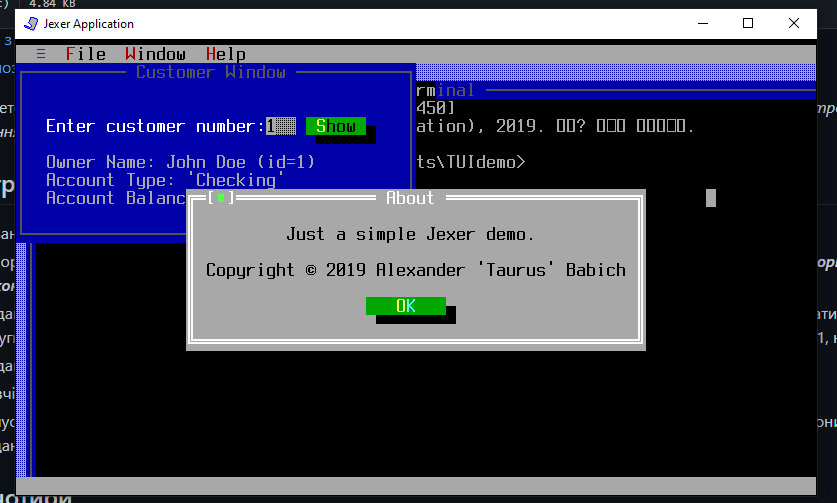 4.84 KB
Jexer Application
File Window Help
Customer Window
Terminal
Enter customer number: 1 Show
ation), 2019.
Owner Name: John Doe (id=1)
ts\TUIdemo>
Account Type: 'Checking'
Account Balanc
About
Just a simple Jexer demo.
Copyright © 2019 Alexander 'Taurus' Babich
OK